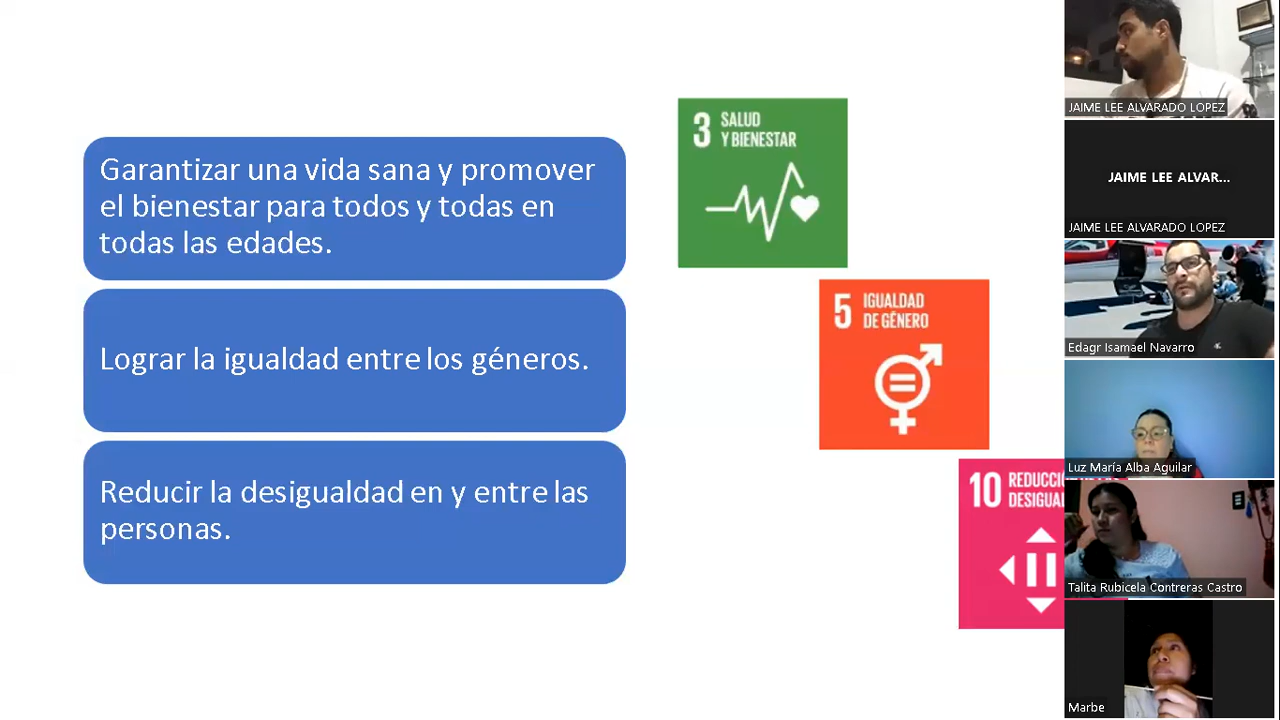 Garantizar una vida sana y promover
el bienestar para todos y todas en
todas las edades.
Lograr la igualdad entre los géneros.
Reducir la desigualdad en y entre las
personas.
3 SALUD
Y BIENESTAR
5 IGUALDAD
DE GÉNERO
10 REDUCCI
DESIGUAL
JAIME LEE ALVARADO LOPEZ
JAIME LEE ALVAR...
JAIME LEE ALVARADO LOPEZ
Edagr Isamael Navarro
Luz María Alba Aguilar
Talita Rubicela Contreras Castro
Marbe